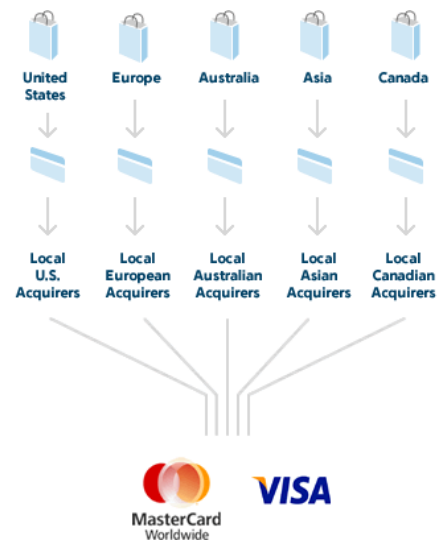 United
States
Europe
Australia
Asia
Canada
Local
U.S.
Acquirers
Local
European
Acquirers
Local
Australian
Acquirers
Local
Asian
Acquirers
Local
Canadian
Acquirers
MasterCard
Worldwide
VISA